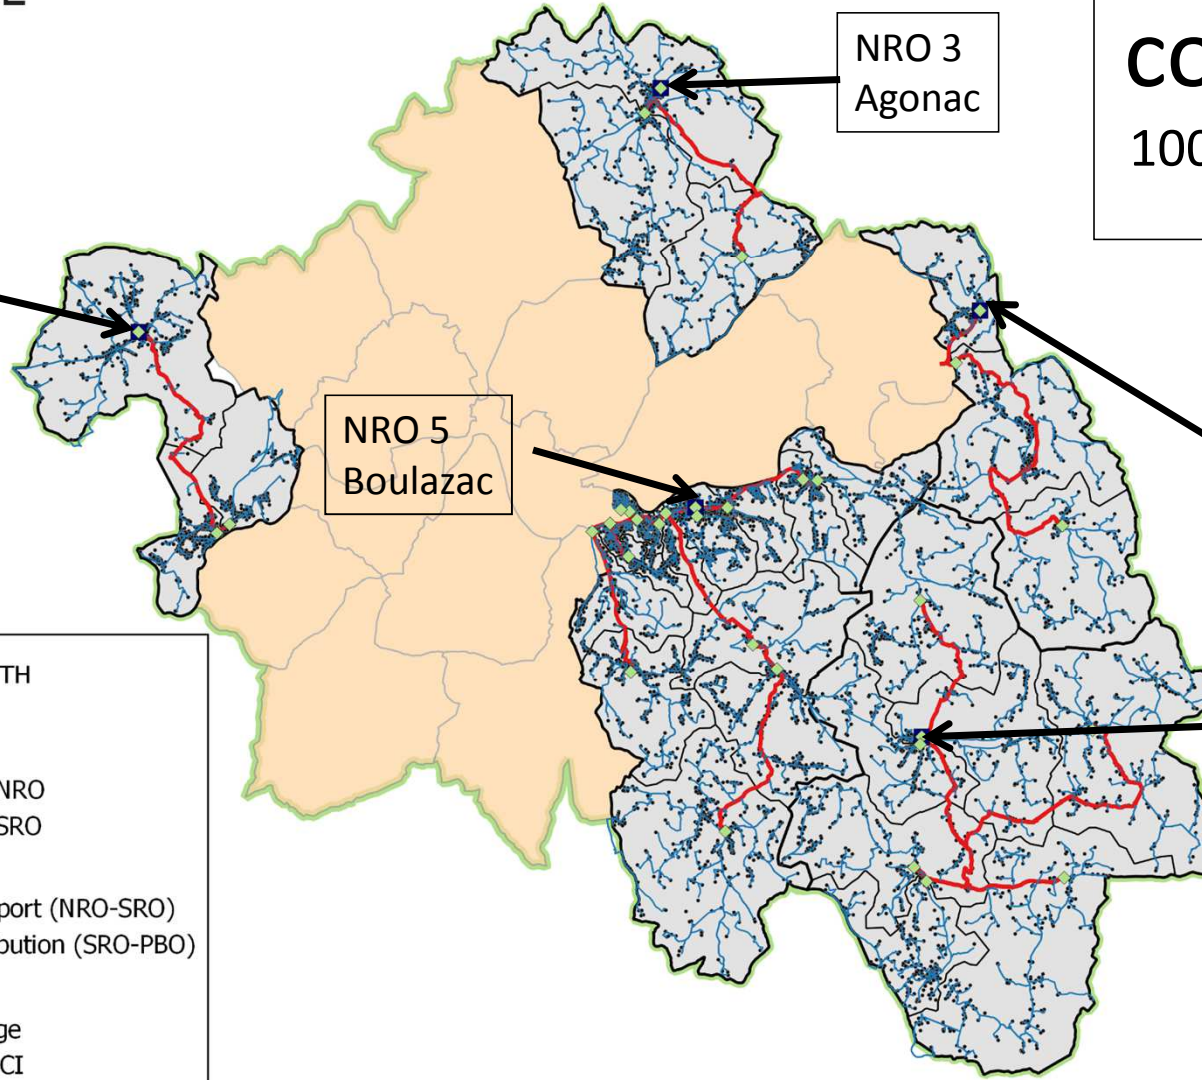 NRO 3
Agonac
CC
100
NRO 5
Boulazac
TH
NRO
SRO
port (NRO-SRO)
bution (SRO-PBO)
ge
CI